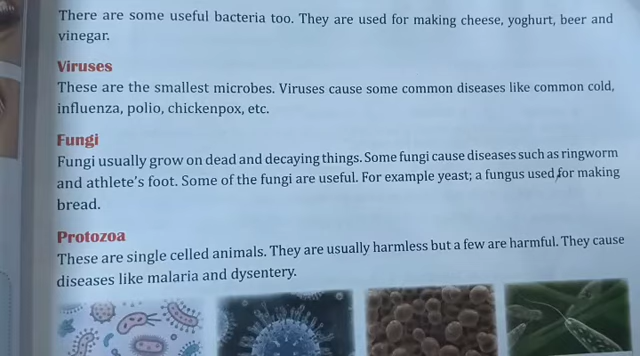 There are some useful bacteria too. They are used for making cheese, yoghurt, beer and
vinegar.
Viruses
These are the smallest microbes. Viruses cause some common diseases like common cold,
influenza, polio, chickenpox, etc.
Fungi
Fungi usually grow on dead and decaying things. Some fungi cause diseases such as ringworm
and athlete's foot. Some of the fungi are useful. For example yeast; a fungus used for making
bread.
Protozoa
These are single celled animals. They are usually harmless but a few are harmful. They cause
diseases like malaria and dysentery.